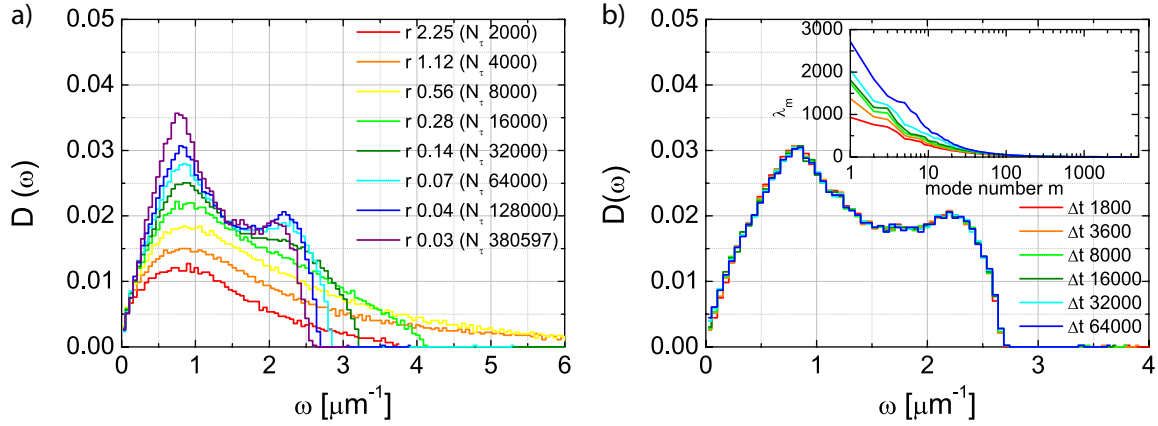 a)
0.05
0.04
0.03
0.02
0.01
0.00
D (ω)
0 1 2 3 4 5 6
ω [μm⁻¹]
r 2.25 (N_τ 2000)
r 1.12 (N_τ 4000)
r 0.56 (N_τ 8000)
r 0.28 (N_τ 16000)
r 0.14 (N_τ 32000)
r 0.07 (N_τ 64000)
r 0.04 (N_τ 128000)
r 0.03 (N_τ 380597)
b)
0.05
0.04
0.03
0.02
0.01
0.00
D(ω)
0 1 2 3 4
ω [μm⁻¹]
3000
2000
1000
0
λ_m
1 10 100 1000
mode number m
Δt 1800
Δt 3600
Δt 8000
Δt 16000
Δt 32000
Δt 64000